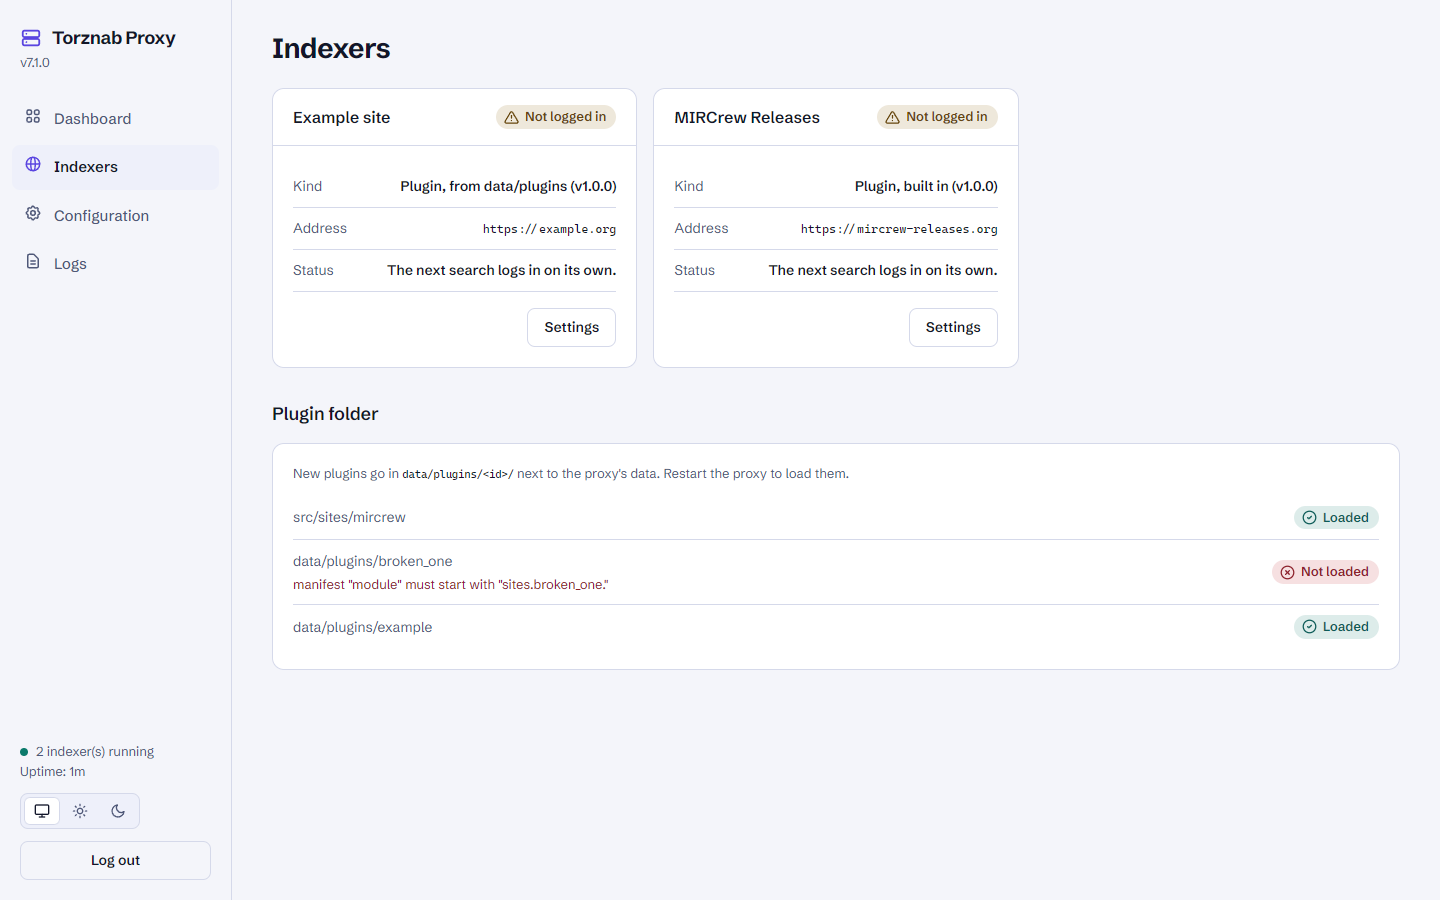 Torznab Proxy
v7.1.0
Dashboard
Indexers
Configuration
Logs
2 indexer(s) running
Uptime: 1m
Log out
Indexers
Example site
Not logged in
Kind
Plugin, from data/plugins (v1.0.0)
Address
https://example.org
Status
The next search logs in on its own.
Settings
MIRCrew Releases
Not logged in
Kind
Plugin, built in (v1.0.0)
Address
https://mircrew-releases.org
Status
The next search logs in on its own.
Settings
Plugin folder
New plugins go in data/plugins/<id>/ next to the proxy's data. Restart the proxy to load them.
src/sites/mircrew
Loaded
data/plugins/broken_one
manifest "module" must start with "sites.broken_one."
Not loaded
data/plugins/example
Loaded